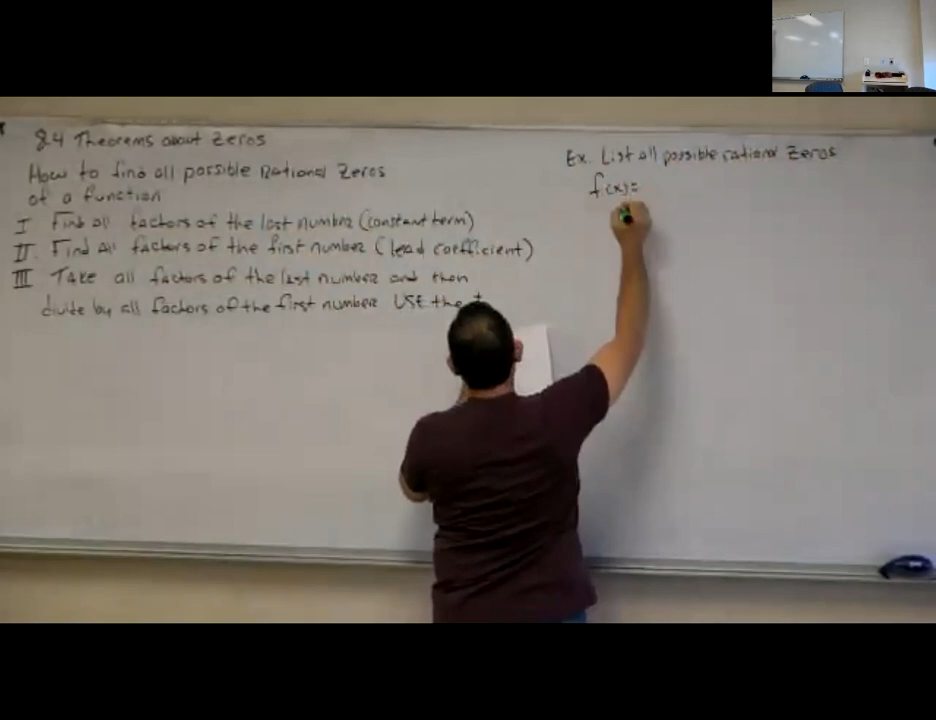 8.4 Theorems about Zeros
How to find all possible Rational Zeros
of a function
I Find all factors of the last number (constant term)
II. Find all factors of the first number (lead coefficient)
III Take all factors of the last number and then
divide by all factors of the first number USE the ±
Ex. List all possible rational Zeros
f(x)=